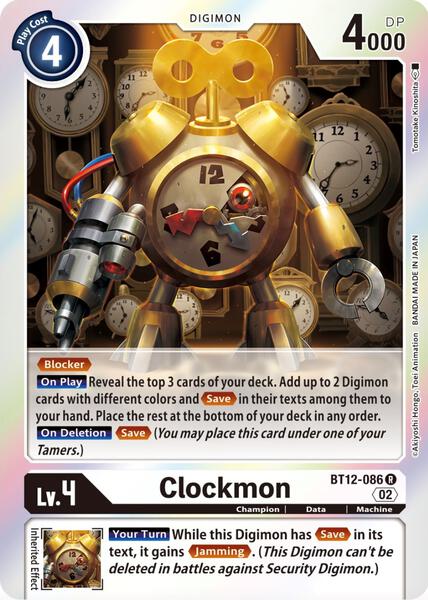 DIGIMON
Play Cost
4
DP
4000
Tomotake Kinoshita
12
6
©Akiyoshi Hongo, Toei Animation BANDAI MADE IN JAPAN
Blocker
On Play Reveal the top 3 cards of your deck. Add up to 2 Digimon
cards with different colors and Save in their texts among them to
your hand. Place the rest at the bottom of your deck in any order.
On Deletion Save (You may place this card under one of your
Tamers.)
Lv.4
Clockmon
BT12-086 R
02
Champion | Data | Machine
Inherited Effect
Your Turn While this Digimon has Save in its
text, it gains Jamming. (This Digimon can't be
deleted in battles against Security Digimon.)